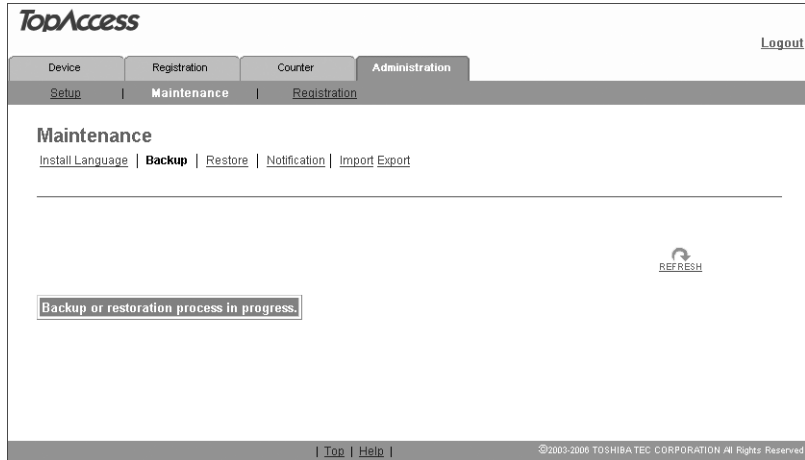 TopAccess
Logout
Device Registration Counter Administration
Setup | Maintenance | Registration
Maintenance
Install Language | Backup | Restore | Notification | Import Export
REFRESH
Backup or restoration process in progress.
| Top | Help | ©2003-2006 TOSHIBA TEC CORPORATION All Rights Reserved